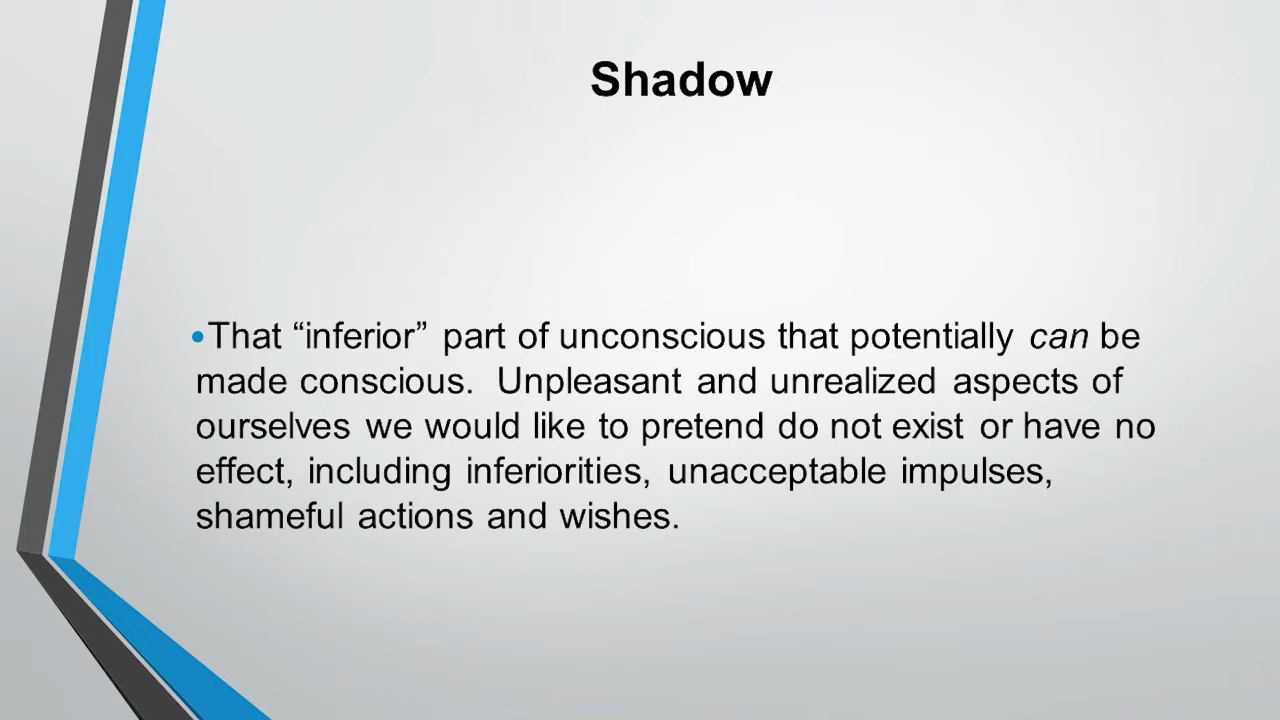 Shadow
•That “inferior” part of unconscious that potentially can be
made conscious.  Unpleasant and unrealized aspects of
ourselves we would like to pretend do not exist or have no
effect, including inferiorities, unacceptable impulses,
shameful actions and wishes.